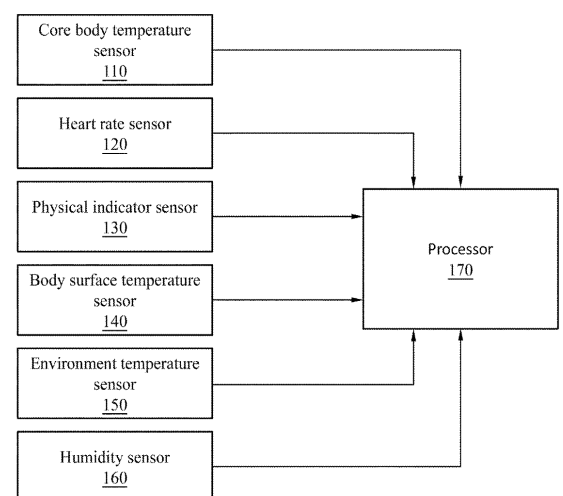 Core body temperature
sensor
110
Heart rate sensor
120
Physical indicator sensor
130
Body surface temperature
sensor
140
Environment temperature
sensor
150
Humidity sensor
160
Processor
170